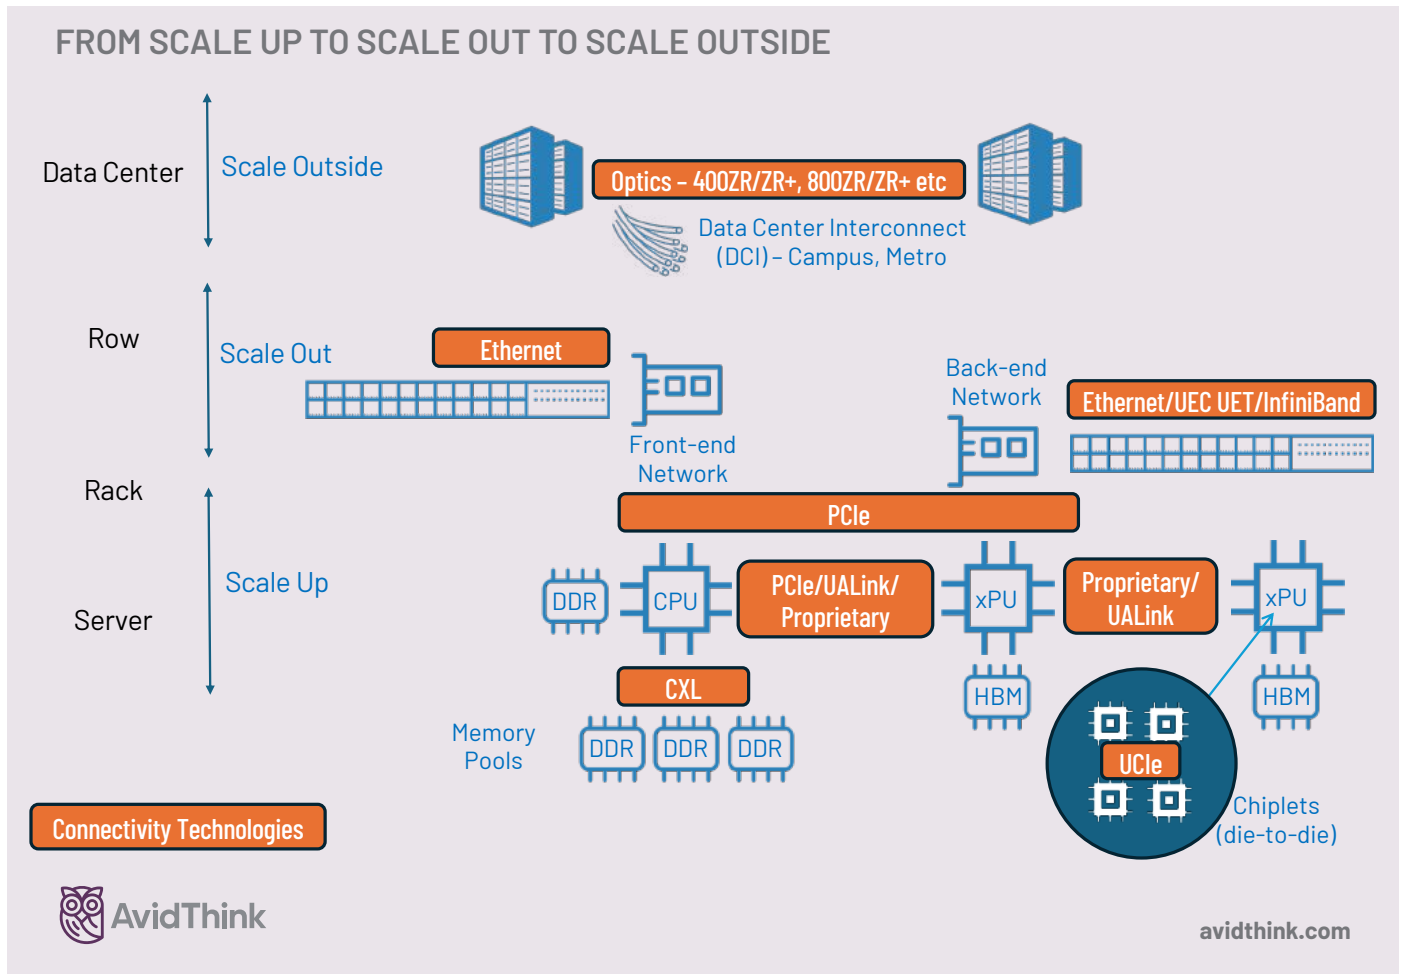 FROM SCALE UP TO SCALE OUT TO SCALE OUTSIDE
Data Center
Scale Outside
Optics – 400ZR/ZR+, 800ZR/ZR+ etc
Data Center Interconnect
(DCI) – Campus, Metro
Row
Scale Out
Ethernet
Front-end
Network
Back-end
Network
Ethernet/UEC UET/InfiniBand
Rack
PCIe
Scale Up
Server
DDR
CPU
PCIe/UALink/
Proprietary
xPU
Proprietary/
UALink
xPU
CXL
HBM
HBM
Memory
Pools
DDR
DDR
DDR
UCIe
Chiplets
(die-to-die)
Connectivity Technologies
AvidThink
avidthink.com